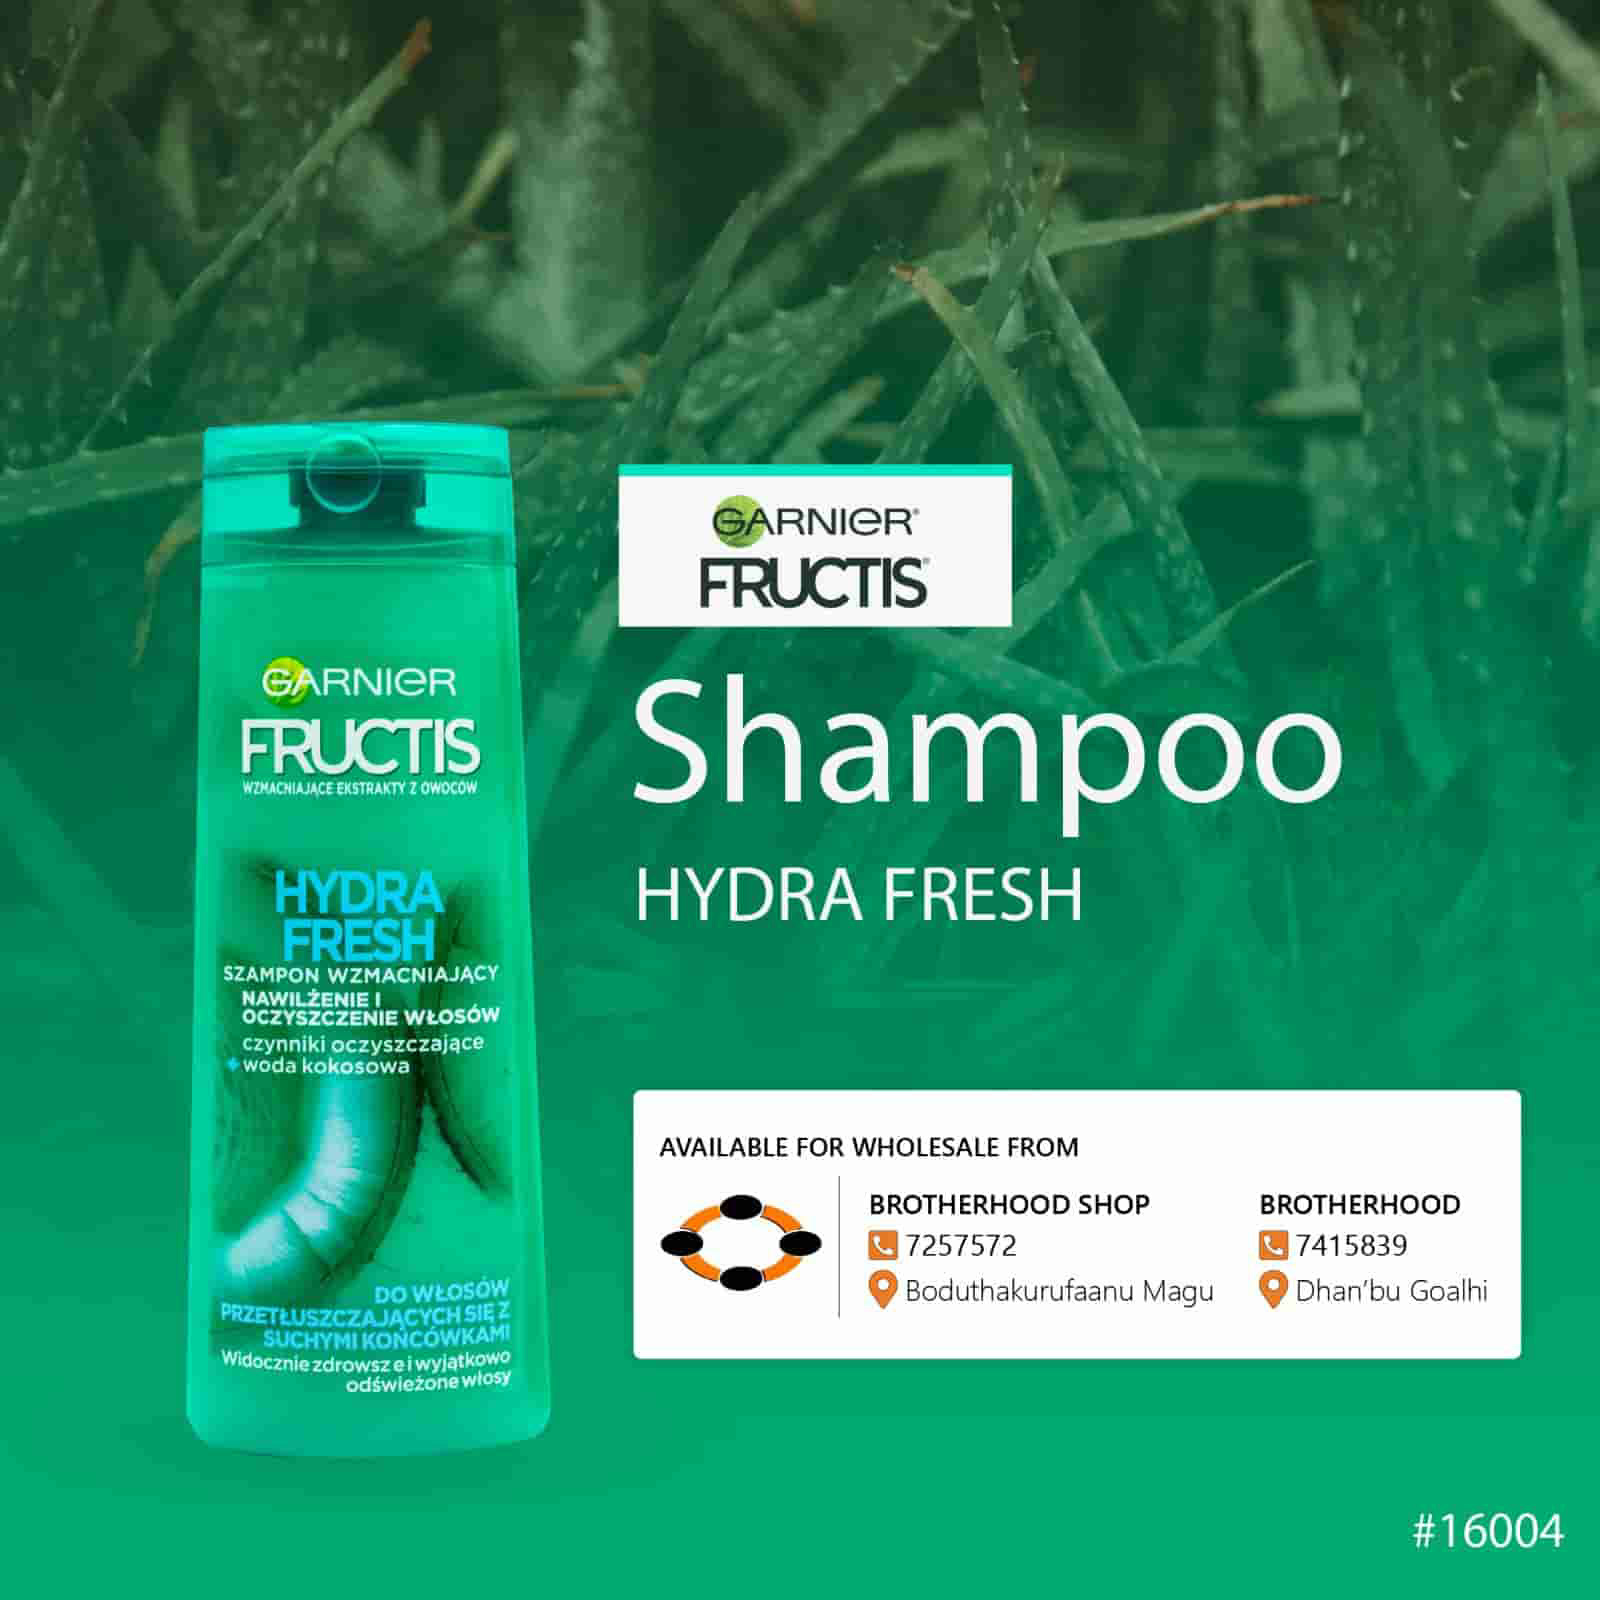 GARNIER
FRUCTIS
WZMACNIAJĄCE EKSTRAKTY Z OWOCÓW
HYDRA
FRESH
SZAMPON WZMACNIAJĄCY
NAWILŻENIE I
OCZYSZCZENIE WŁOSÓW
czynniki oczyszczające
+ woda kokosowa
DO WŁOSÓW
PRZETŁUSZCZAJĄCYCH SIĘ Z
SUCHYMI KOŃCÓWKAMI
Widocznie zdrowsze i wyjątkowo
odświeżone włosy
GARNIER®
FRUCTIS®
Shampoo
HYDRA FRESH
AVAILABLE FOR WHOLESALE FROM
BROTHERHOOD SHOP
7257572
Boduthakurufaanu Magu
BROTHERHOOD
7415839
Dhan'bu Goalhi
#16004